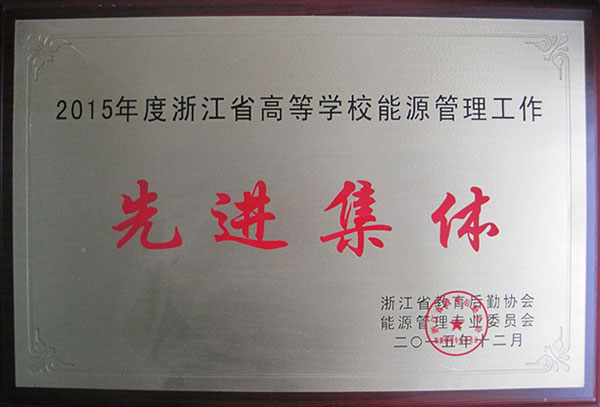 2015年度浙江省高等学校能源管理工作
先进集体
浙江省教育后勤协会
能源管理专业委员会
二〇一五年十二月